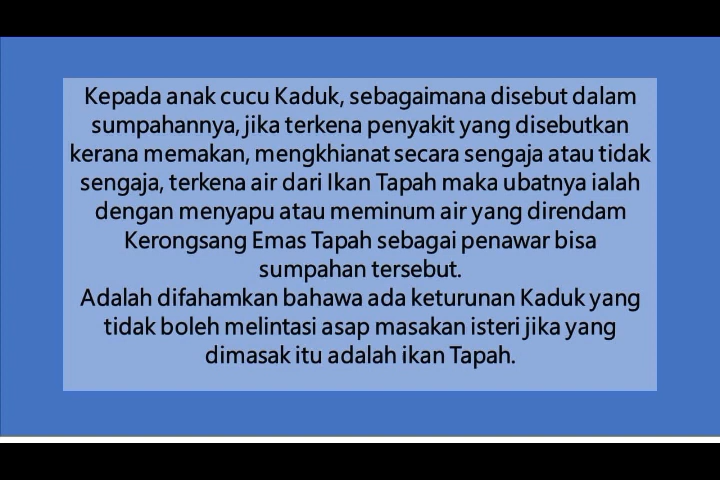 Kepada anak cucu Kaduk, sebagaimana disebut dalam
sumpahannya, jika terkena penyakit yang disebutkan
kerana memakan, mengkhianat secara sengaja atau tidak
sengaja, terkena air dari Ikan Tapah maka ubatnya ialah
dengan menyapu atau meminum air yang direndam
Kerongsang Emas Tapah sebagai penawar bisa
sumpahan tersebut.
Adalah difahamkan bahawa ada keturunan Kaduk yang
tidak boleh melintasi asap masakan isteri jika yang
dimasak itu adalah ikan Tapah.